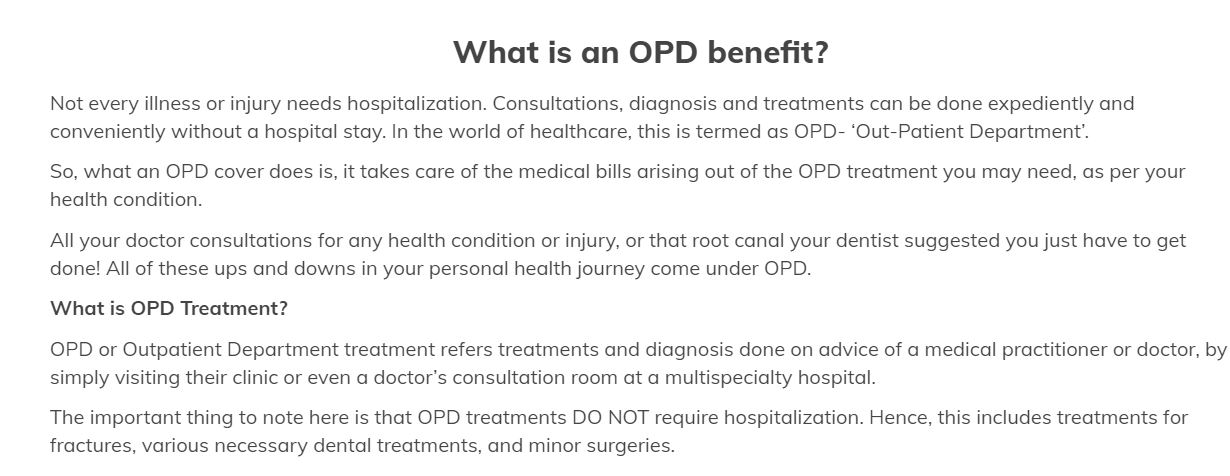 What is an OPD benefit?
Not every illness or injury needs hospitalization. Consultations, diagnosis and treatments can be done expediently and
conveniently without a hospital stay. In the world of healthcare, this is termed as OPD- ‘Out-Patient Department’.
So, what an OPD cover does is, it takes care of the medical bills arising out of the OPD treatment you may need, as per your
health condition.
All your doctor consultations for any health condition or injury, or that root canal your dentist suggested you just have to get
done! All of these ups and downs in your personal health journey come under OPD.
What is OPD Treatment?
OPD or Outpatient Department treatment refers treatments and diagnosis done on advice of a medical practitioner or doctor, by
simply visiting their clinic or even a doctor’s consultation room at a multispecialty hospital.
The important thing to note here is that OPD treatments DO NOT require hospitalization. Hence, this includes treatments for
fractures, various necessary dental treatments, and minor surgeries.